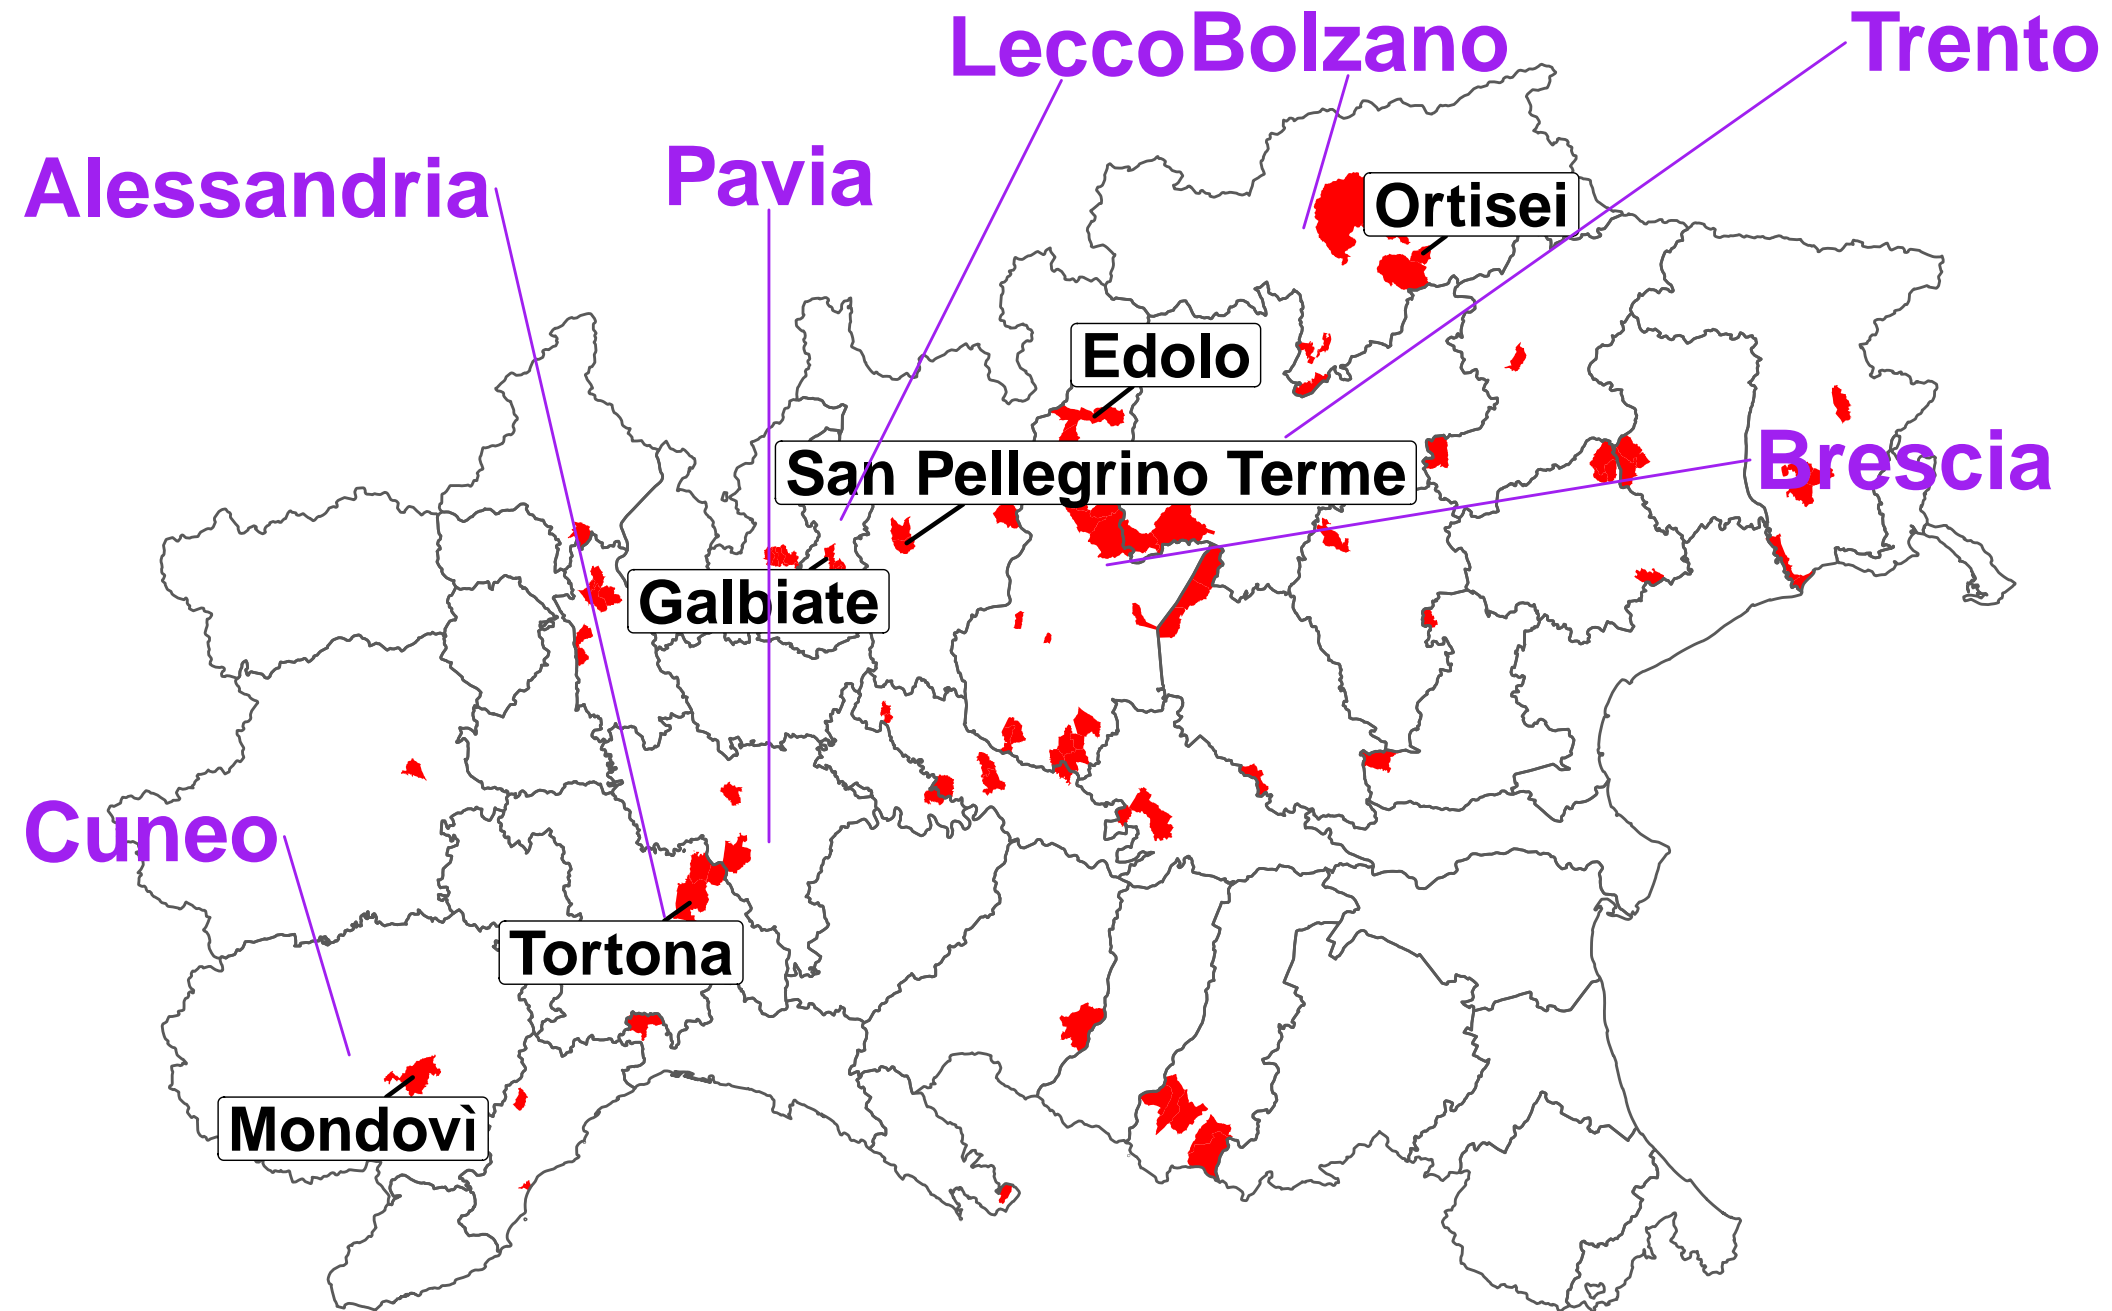 Lecco
Bolzano
Trento
Alessandria
Pavia
Ortisei
Edolo
San Pellegrino Terme
Brescia
Galbiate
Cuneo
Tortona
Mondovì